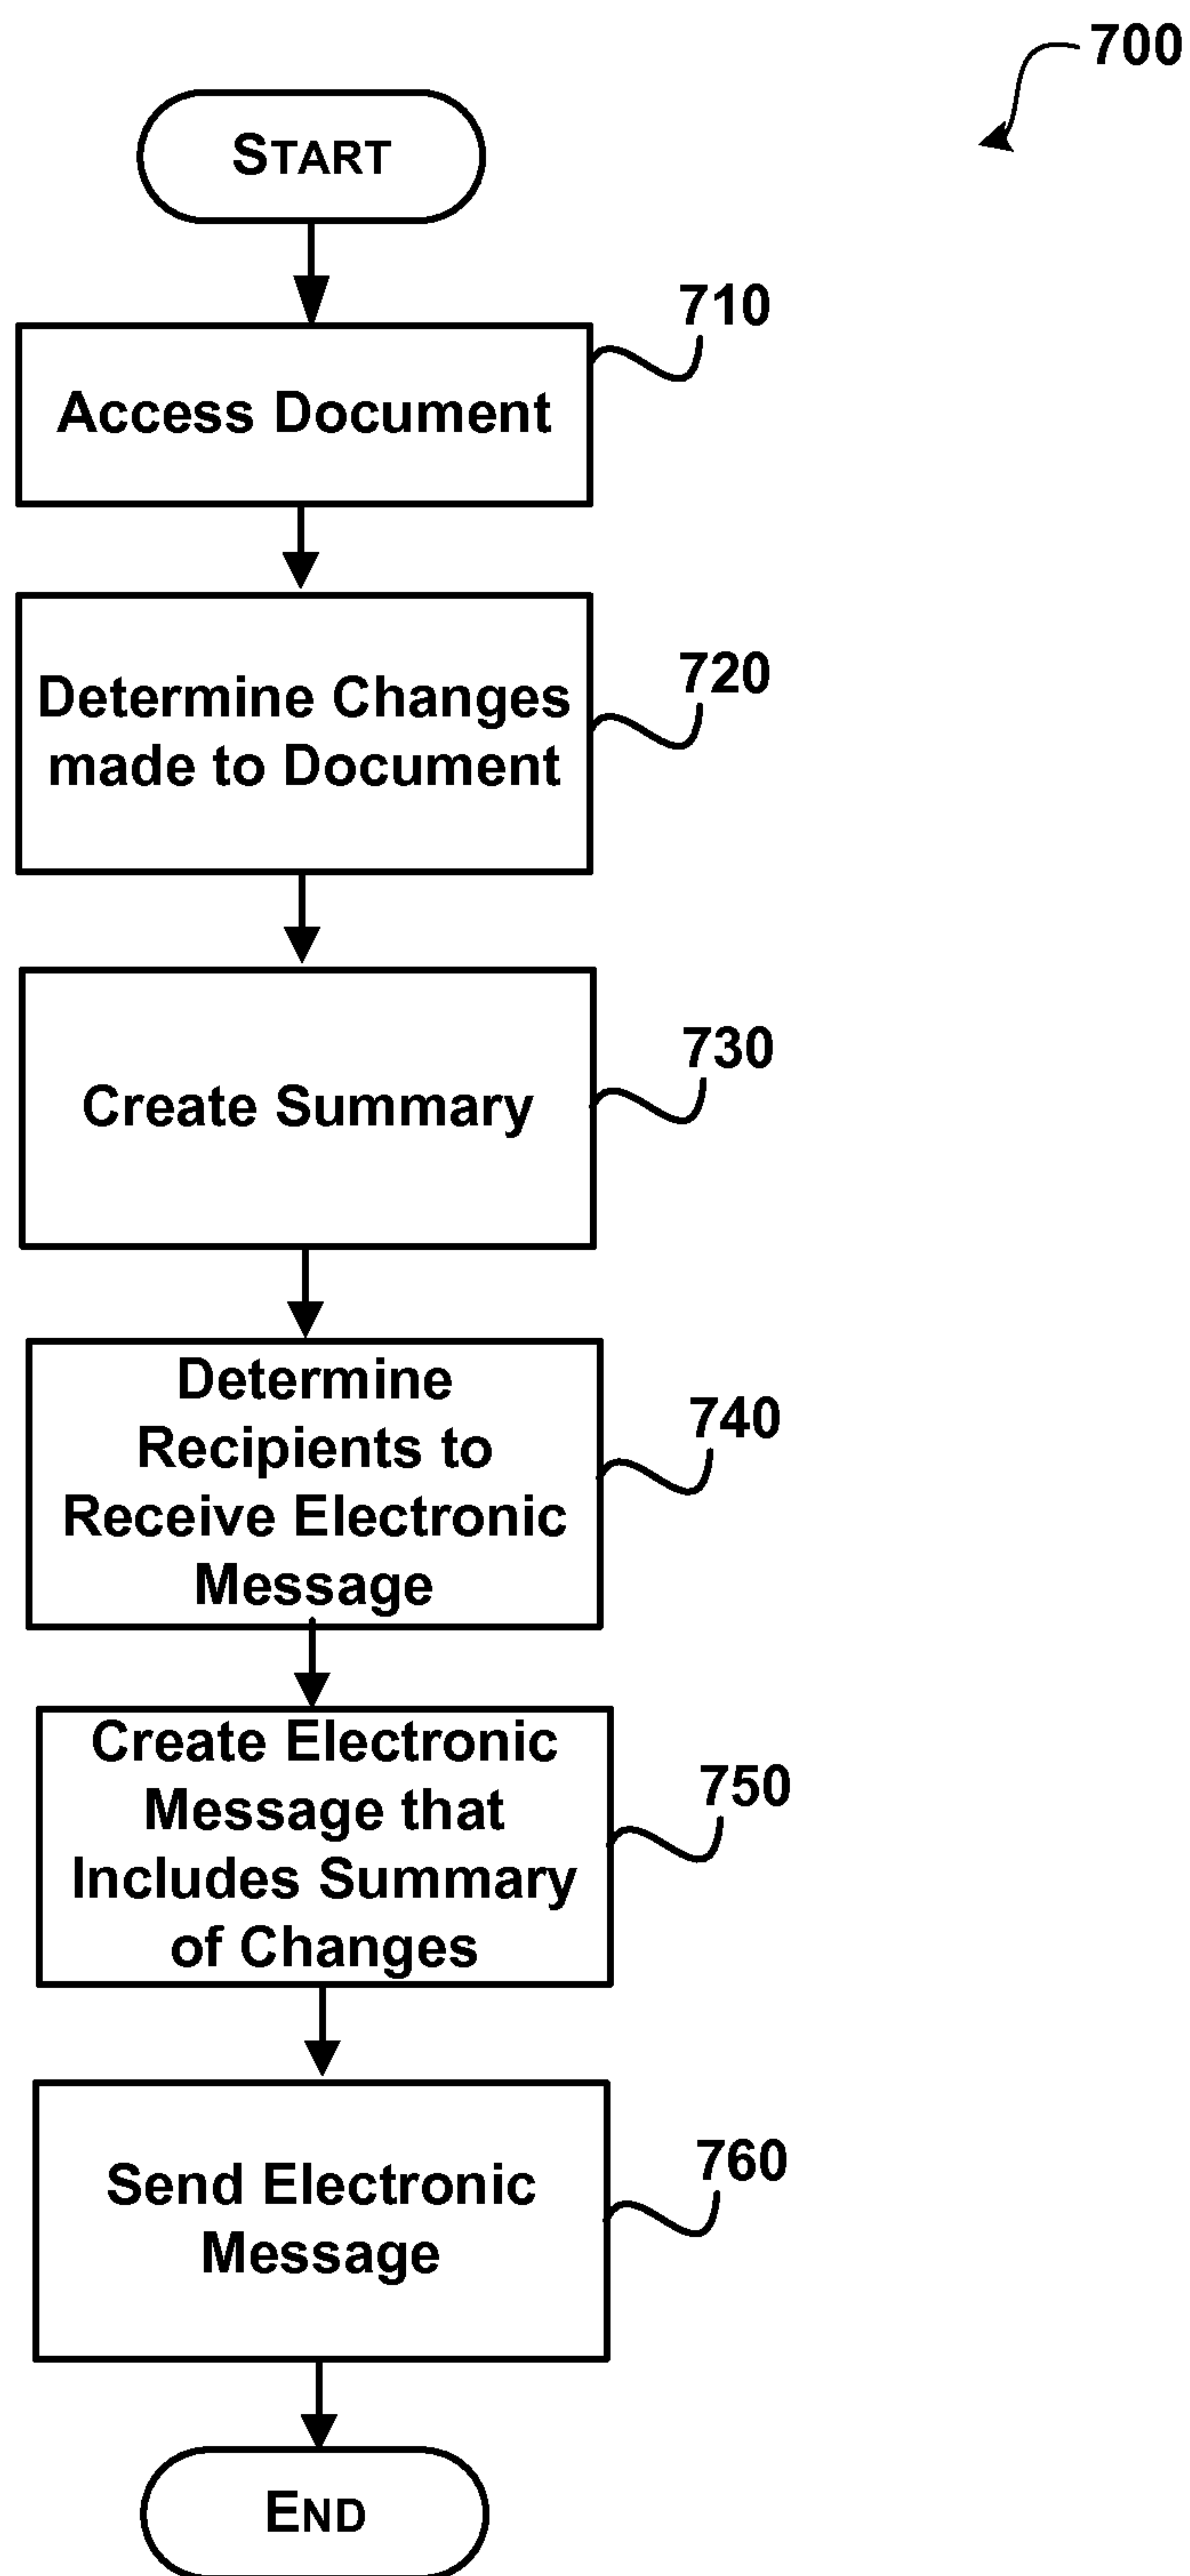 700
START
710
Access Document
720
Determine Changes
made to Document
730
Create Summary
740
Determine
Recipients to
Receive Electronic
Message
750
Create Electronic
Message that
Includes Summary
of Changes
760
Send Electronic
Message
END